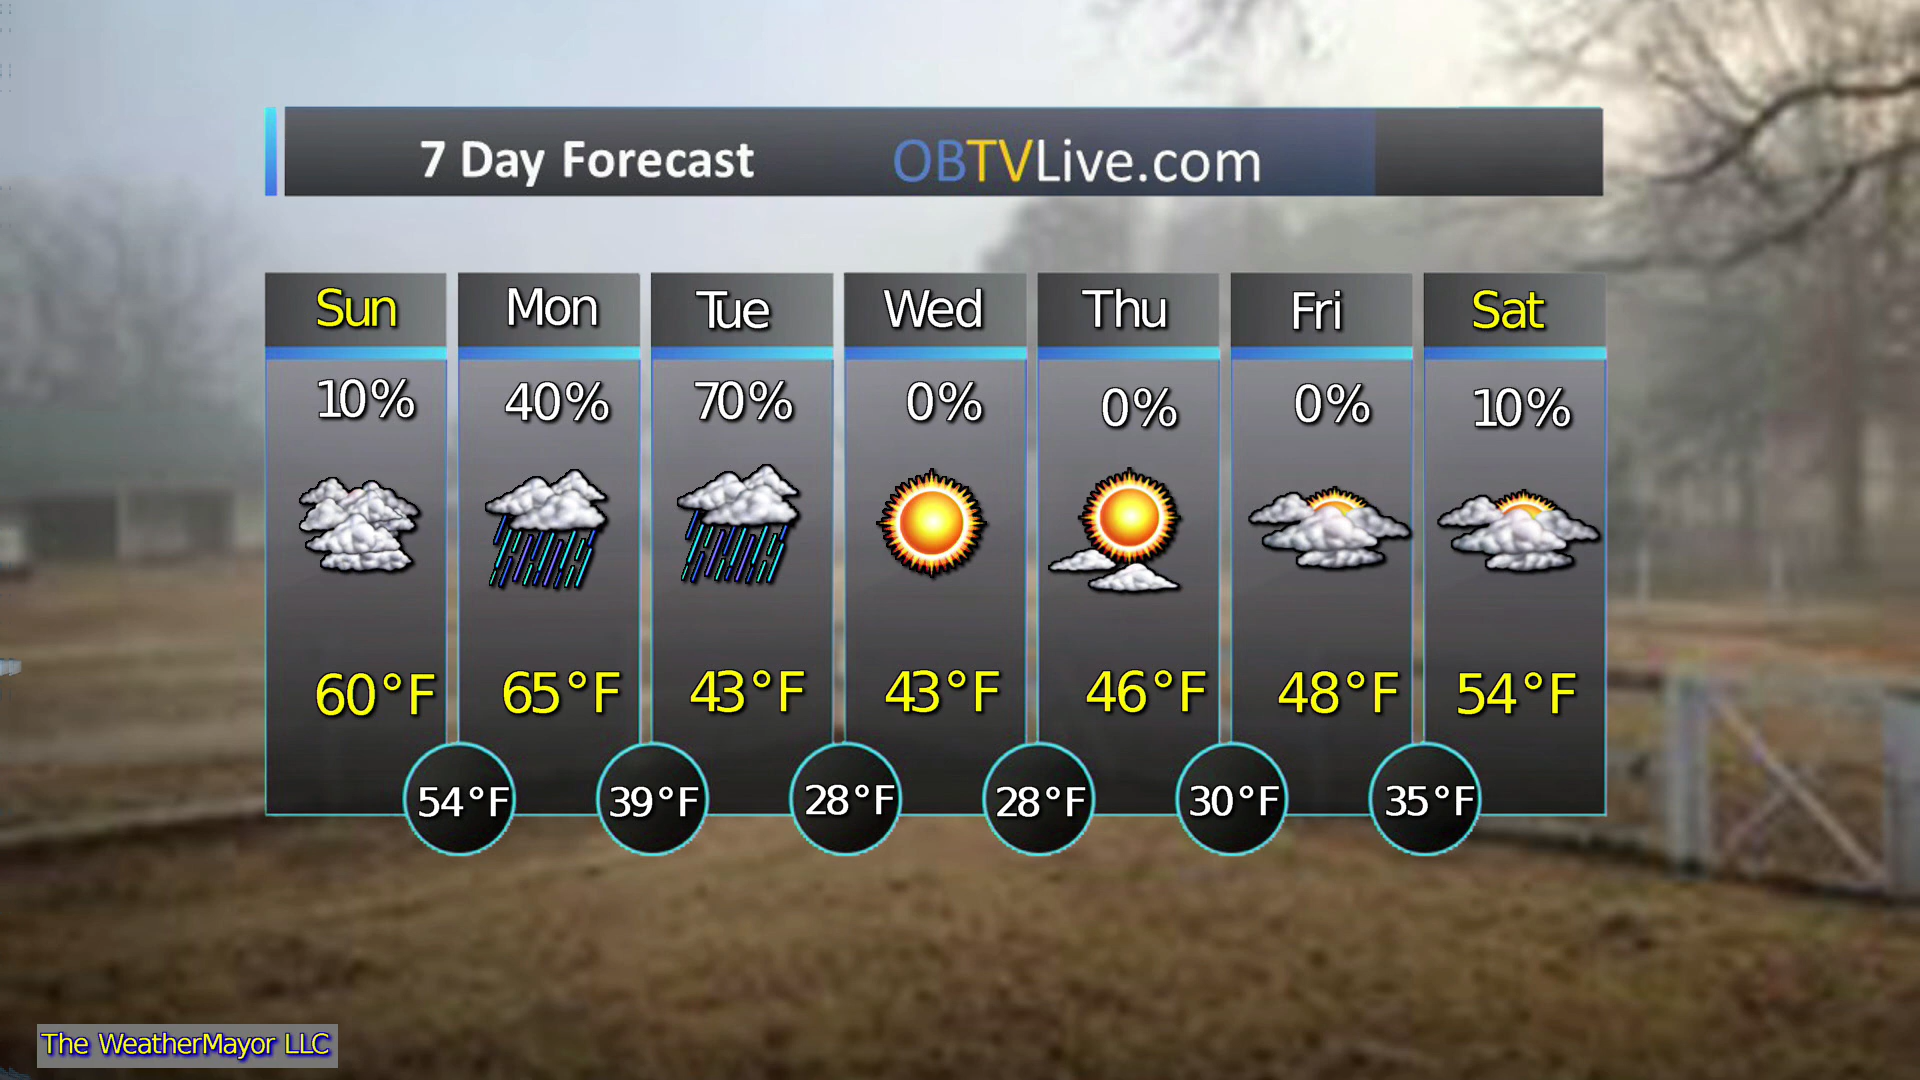 7 Day Forecast OBTVLive.com
Sun Mon Tue Wed Thu Fri Sat
10% 40% 70% 0% 0% 0% 10%
60°F 65°F 43°F 43°F 46°F 48°F 54°F
54°F 39°F 28°F 28°F 30°F 35°F
The WeatherMayor LLC